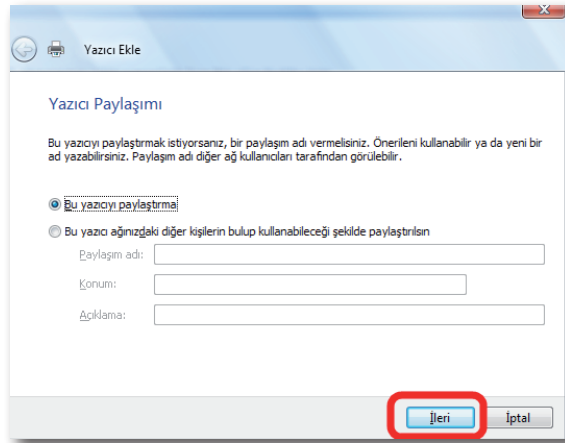 Yazıcı Ekle
Yazıcı Paylaşımı
Bu yazıcıyı paylaştırmak istiyorsanız, bir paylaşım adı vermelisiniz. Önerileni kullanabilir ya da yeni bir
ad yazabilirsiniz. Paylaşım adı diğer ağ kullanıcıları tarafından görülebilir.
Bu yazıcıyı paylaştırma
Bu yazıcı ağınızdaki diğer kişilerin bulup kullanabileceği şekilde paylaştırılsın
Paylaşım adı:
Konum:
Açıklama:
İleri
İptal